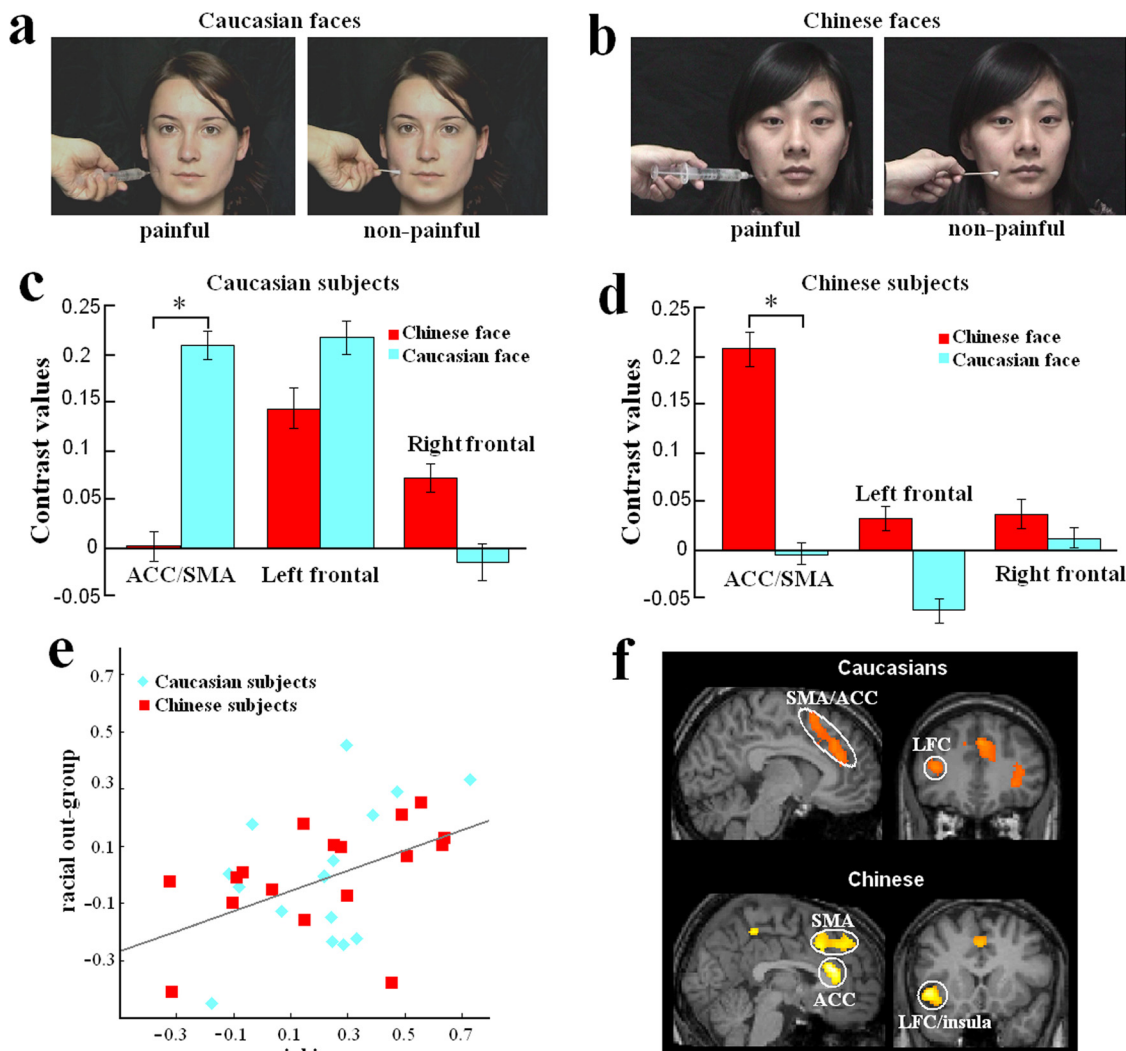 a Caucasian faces
painful
non-painful
b Chinese faces
painful
non-painful
c Caucasian subjects
Contrast values
0.25
0.2
0.15
0.1
0.05
0
-0.05
*
Chinese face
Caucasian face
ACC/SMA
Left frontal
Right frontal
d Chinese subjects
Contrast values
0.25
0.2
0.15
0.1
0.05
0
-0.05
*
Chinese face
Caucasian face
ACC/SMA
Left frontal
Right frontal
e
racial out-group
Caucasian subjects
Chinese subjects
0.7
0.5
0.3
0.1
-0.1
-0.3
-0.3 -0.1 0.1 0.3 0.5 0.7
f
Caucasians
SMA/ACC
LFC
Chinese
SMA
ACC
LFC/insula